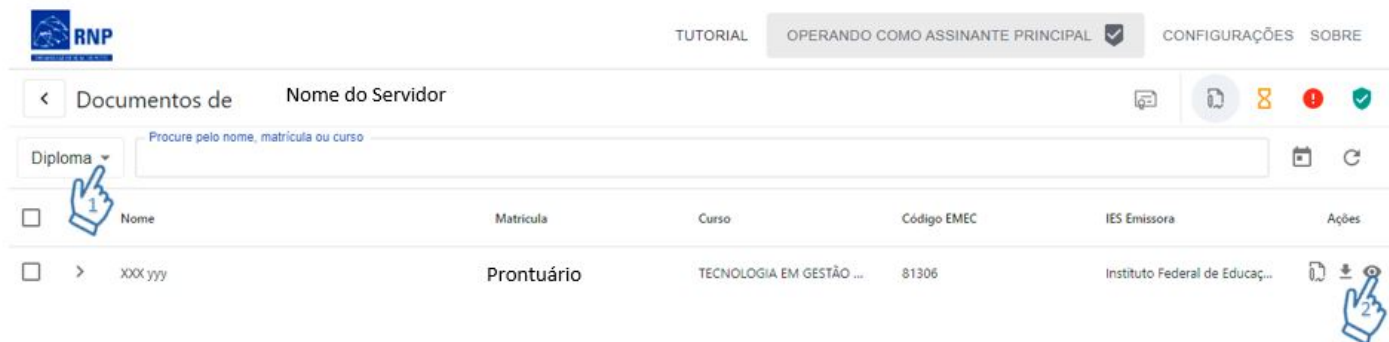 RNP
TUTORIAL OPERANDO COMO ASSINANTE PRINCIPAL CONFIGURAÇÕES SOBRE
Documentos de Nome do Servidor
Procure pelo nome, matrícula ou curso
Diploma
1
Nome Matrícula Curso Código EMEC IES Emissora Ações
XXX yyy Prontuário TECNOLOGIA EM GESTÃO ... 81306 Instituto Federal de Educaç...
2